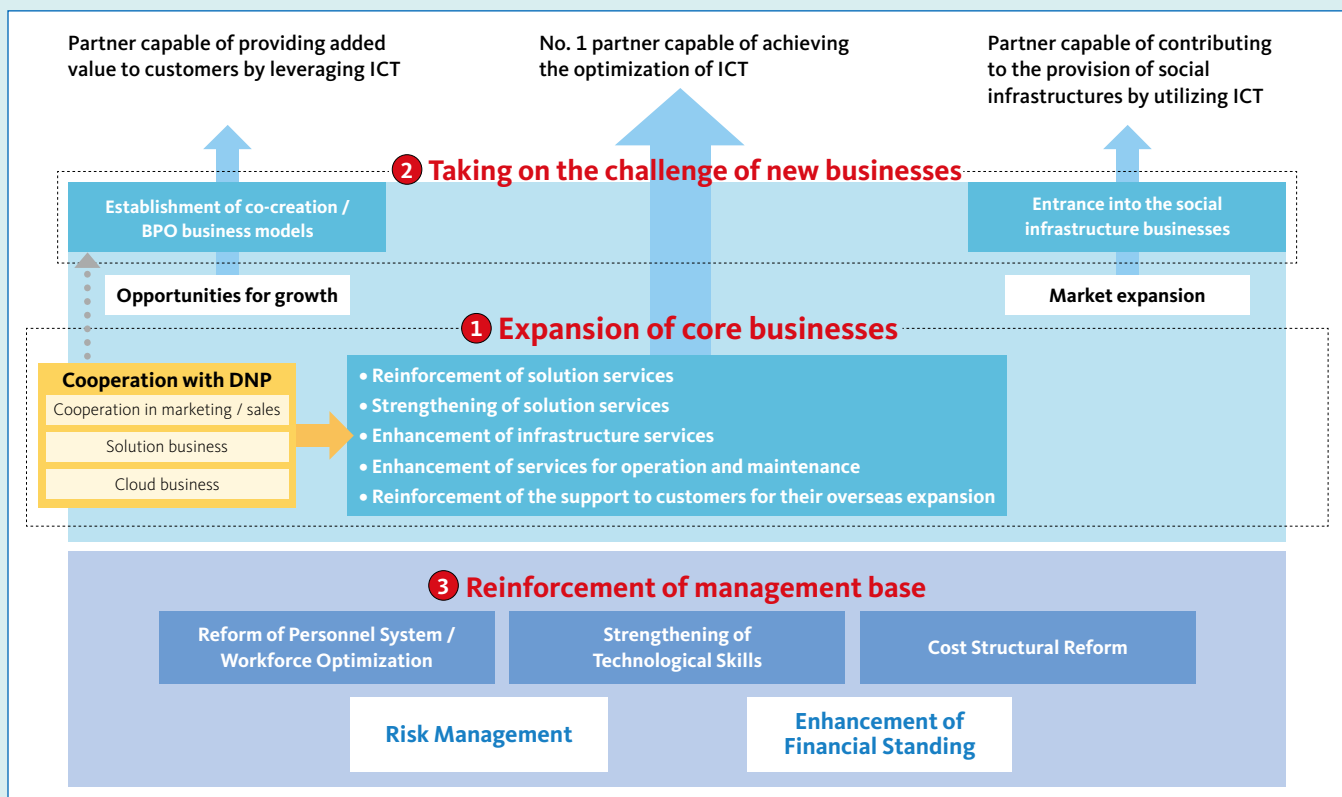 Partner capable of providing added
value to customers by leveraging ICT
No. 1 partner capable of achieving
the optimization of ICT
Partner capable of contributing
to the provision of social
infrastructures by utilizing ICT
2 Taking on the challenge of new businesses
Establishment of co-creation /
BPO business models
Entrance into the social
infrastructure businesses
Opportunities for growth
Market expansion
1 Expansion of core businesses
Cooperation with DNP
Cooperation in marketing / sales
Solution business
Cloud business
• Reinforcement of solution services
• Strengthening of solution services
• Enhancement of infrastructure services
• Enhancement of services for operation and maintenance
• Reinforcement of the support to customers for their overseas expansion
3 Reinforcement of management base
Reform of Personnel System /
Workforce Optimization
Strengthening of
Technological Skills
Cost Structural Reform
Risk Management
Enhancement of
Financial Standing